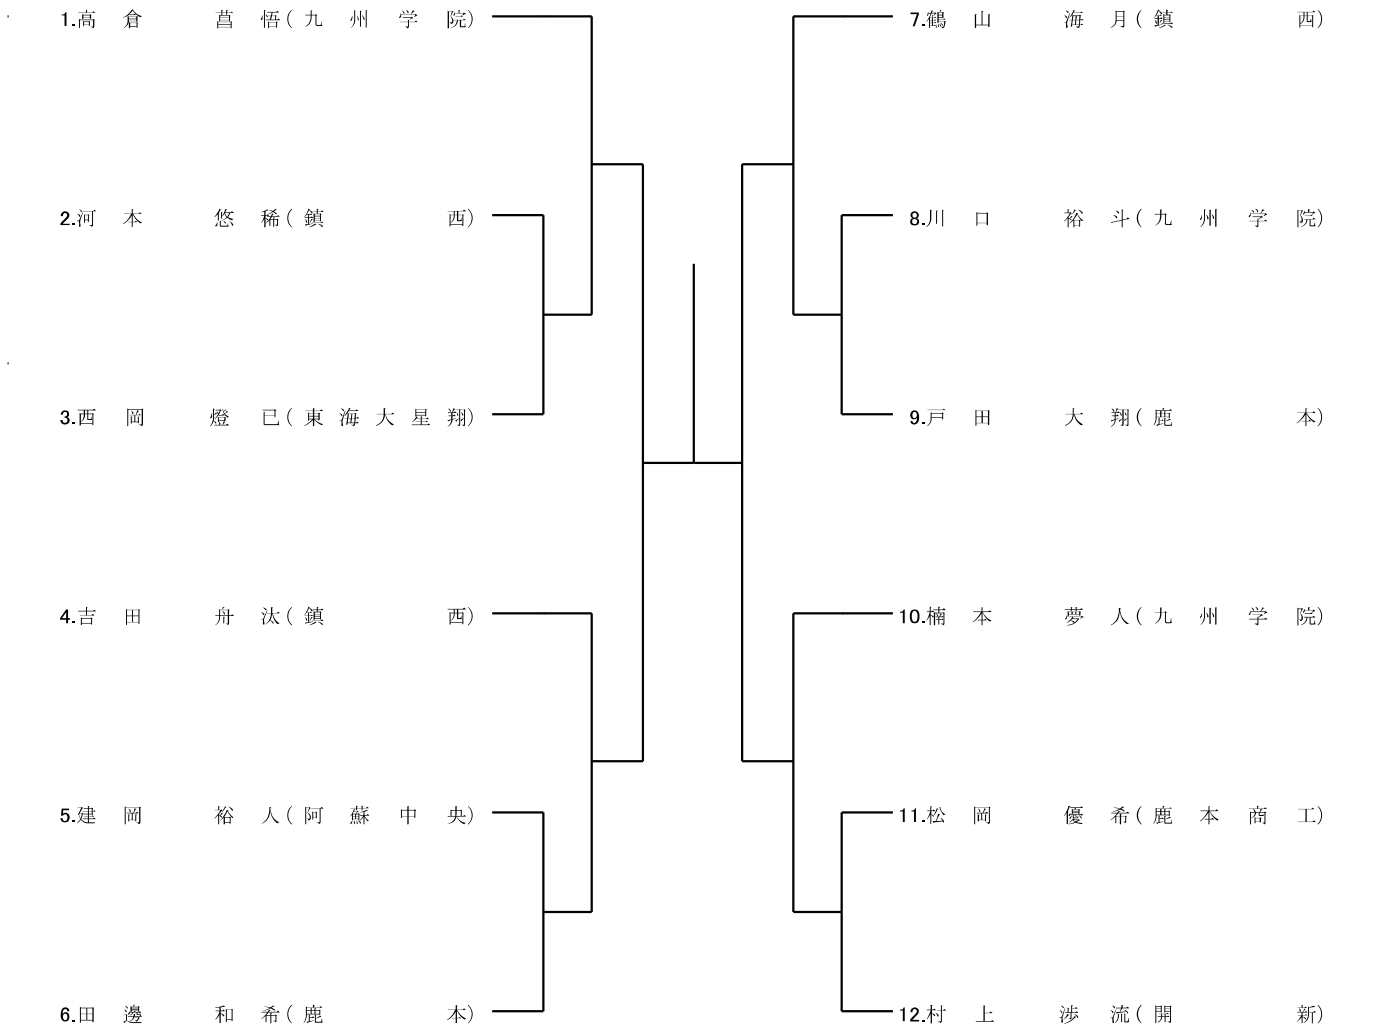 1.高倉 菖悟(九州学院)
2.河本 悠稀(鎮西)
3.西岡 燈已(東海大星翔)
4.吉田 舟汰(鎮西)
5.建岡 裕人(阿蘇中央)
6.田邊 和希(鹿本)
7.鶴山 海月(鎮西)
8.川口 裕斗(九州学院)
9.戸田 大翔(鹿本)
10.楠本 夢人(九州学院)
11.松岡 優希(鹿本商工)
12.村上 渉流(開新)